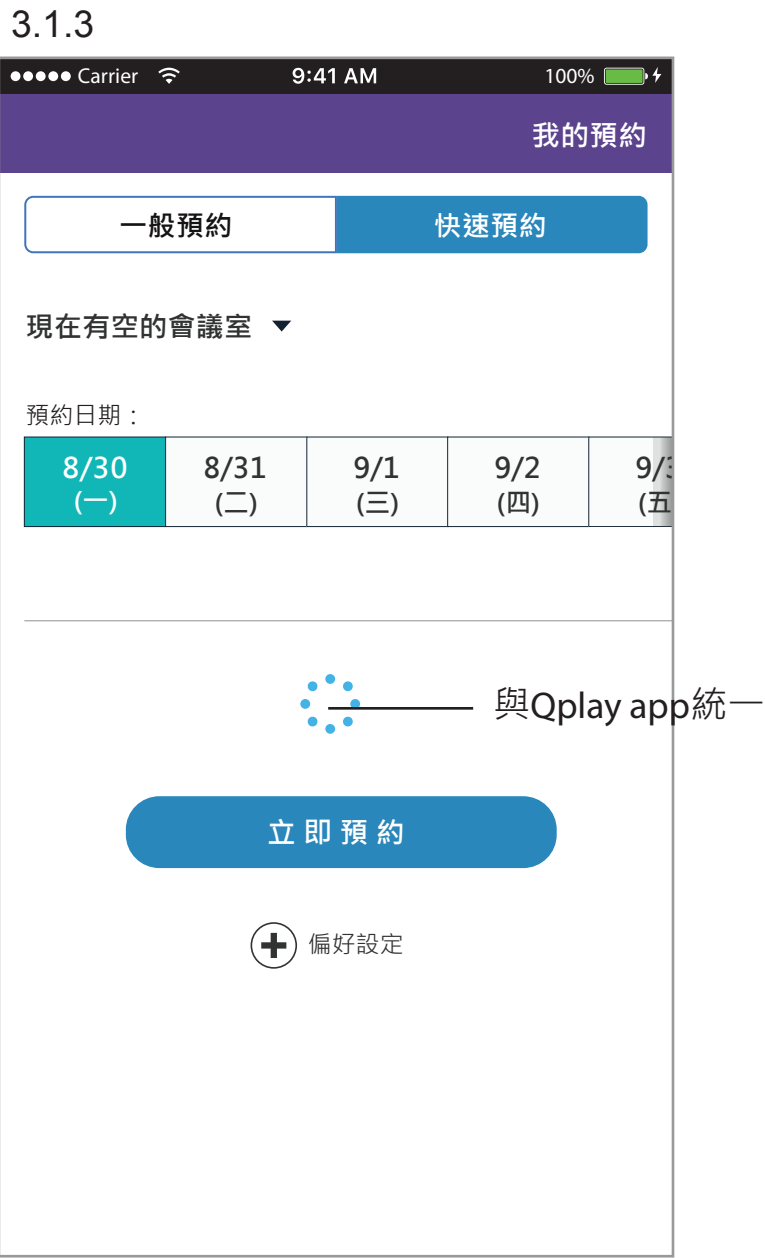 3.1.3
Carrier 9:41 AM 100%
我的預約
一般預約 快速預約
現在有空的會議室
預約日期：
8/30 8/31 9/1 9/2 9/3
(一) (二) (三) (四) (五
與Qplay app統一
立即預約
偏好設定